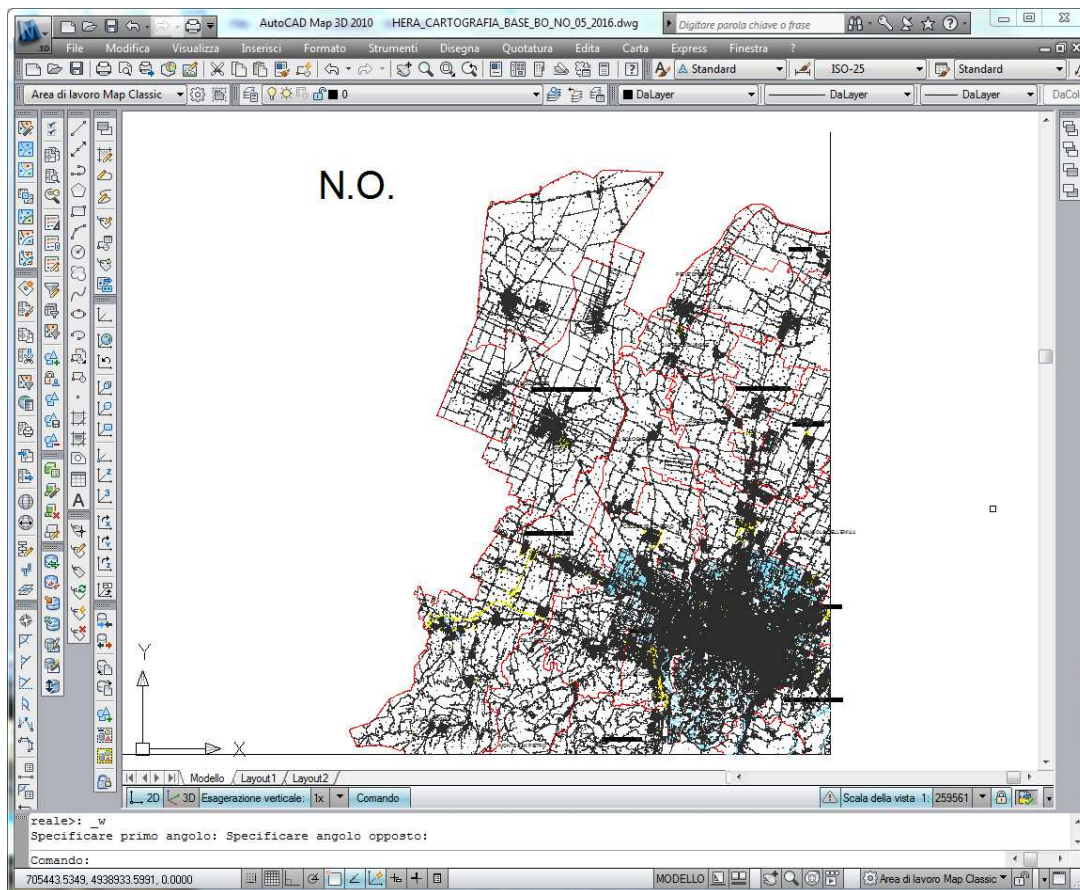 AutoCAD Map 3D 2010 HERA_CARTOGRAFIA_BASE_BO_NO_05_2016.dwg Digitare parola chiave o frase
3D File Modifica Visualizza Inserisci Formato Strumenti Disegna Quotatura Edita Carta Express Finestra ?
Standard ISO-25 Standard
Area di lavoro Map Classic 0 DaLayer DaLayer DaLayer DaCol
N.O.
Y
X
Modello Layout1 Layout2
2D 3D Esagerazione verticale: 1x Comando Scala della vista 1: 259561
reale>: _w
Specificare primo angolo: Specificare angolo opposto:
Comando:
705443.5349, 4938933.5991, 0.0000 MODELLO Area di lavoro Map Classic